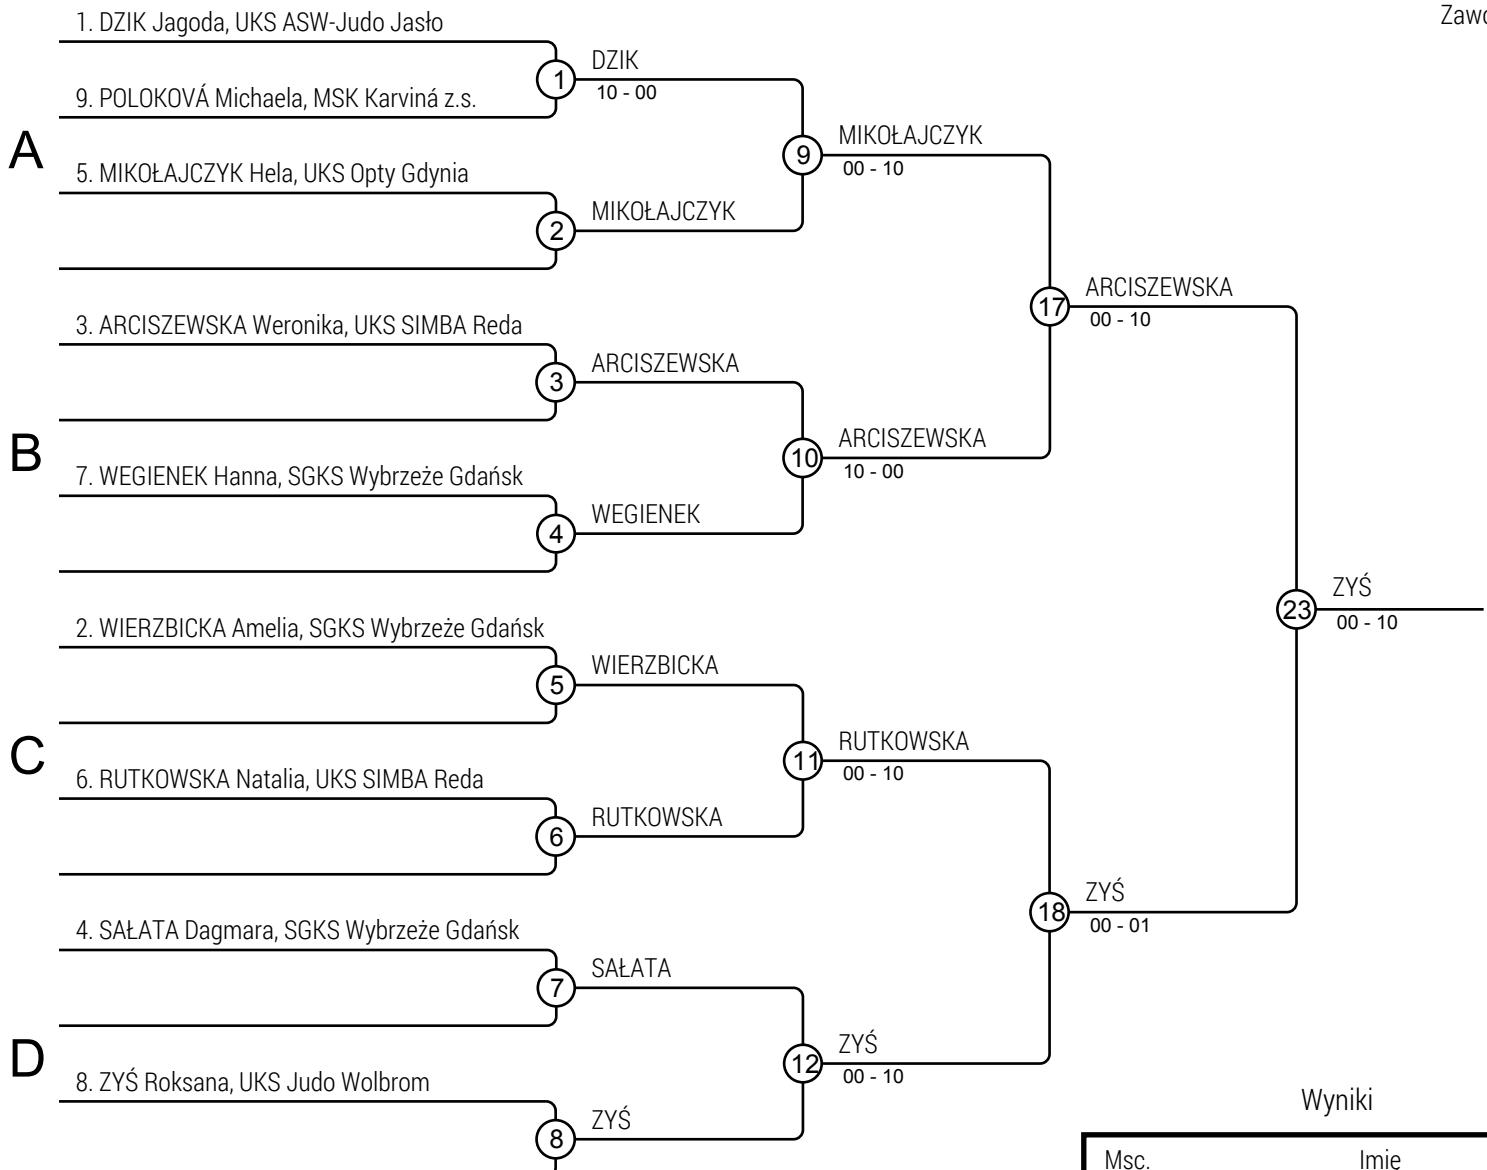 Zawo
1. DZIK Jagoda, UKS ASW-Judo Jasło
9. POLOKOVÁ Michaela, MSK Karviná z.s.
A
5. MIKOŁAJCZYK Hela, UKS Opty Gdynia
3. ARCISZEWSKA Weronika, UKS SIMBA Reda
B
7. WEGIENEK Hanna, SGKS Wybrzeże Gdańsk
2. WIERZBICKA Amelia, SGKS Wybrzeże Gdańsk
C
6. RUTKOWSKA Natalia, UKS SIMBA Reda
4. SAŁATA Dagmara, SGKS Wybrzeże Gdańsk
D
8. ZYŚ Roksana, UKS Judo Wolbrom
1
DZIK
10 - 00
2
MIKOŁAJCZYK
3
ARCISZEWSKA
4
WEGIENEK
5
WIERZBICKA
6
RUTKOWSKA
7
SAŁATA
8
ZYŚ
9
MIKOŁAJCZYK
00 - 10
10
ARCISZEWSKA
10 - 00
11
RUTKOWSKA
00 - 10
12
ZYŚ
00 - 10
17
ARCISZEWSKA
00 - 10
18
ZYŚ
00 - 01
23
ZYŚ
00 - 10
Wyniki
Msc. Imię